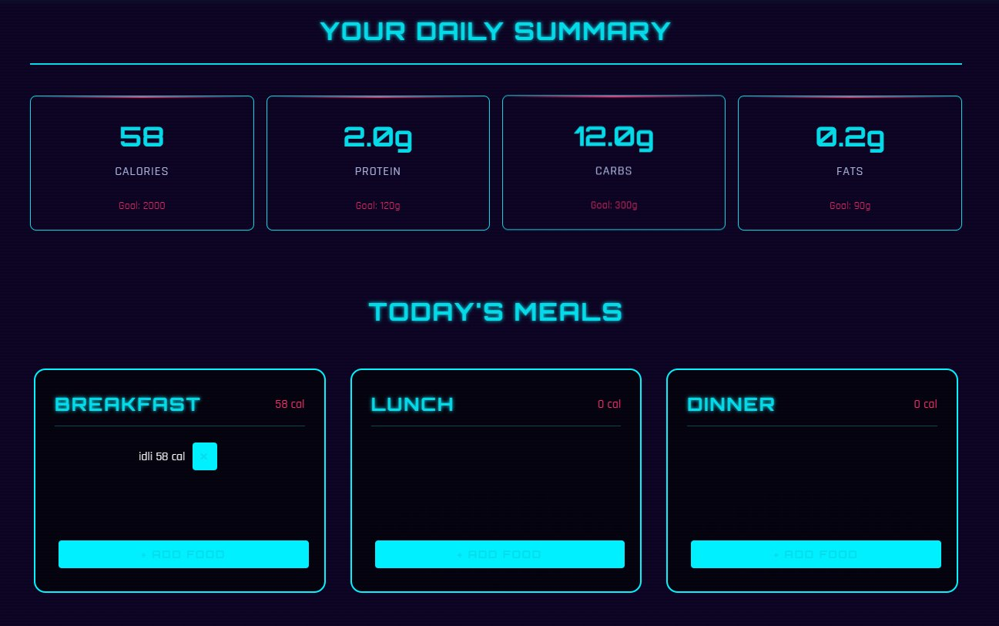 YOUR DAILY SUMMARY
58
CALORIES
Goal: 2000
2.0g
PROTEIN
Goal: 120g
12.0g
CARBS
Goal: 300g
0.2g
FATS
Goal: 90g
TODAY'S MEALS
BREAKFAST 58 cal
idli 58 cal ×
+ ADD FOOD
LUNCH 0 cal
+ ADD FOOD
DINNER 0 cal
+ ADD FOOD